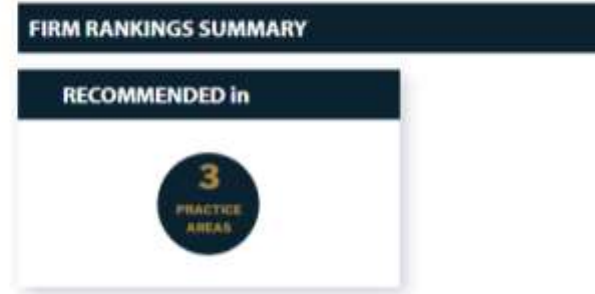 FIRM RANKINGS SUMMARY
RECOMMENDED in
3
PRACTICE
AREAS